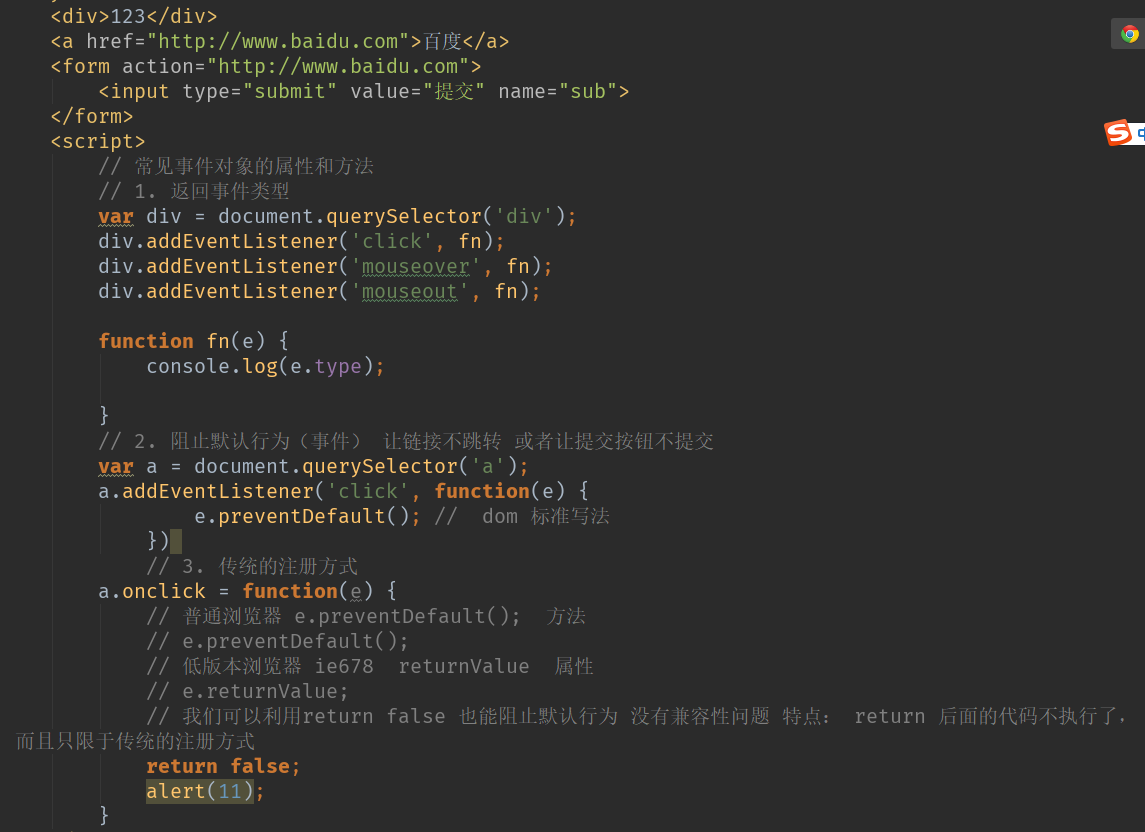 <div>123</div>
<a href="http://www.baidu.com">百度</a>
<form action="http://www.baidu.com">
    <input type="submit" value="提交" name="sub">
</form>
<script>
    // 常见事件对象的属性和方法
    // 1. 返回事件类型
    var div = document.querySelector('div');
    div.addEventListener('click', fn);
    div.addEventListener('mouseover', fn);
    div.addEventListener('mouseout', fn);

    function fn(e) {
        console.log(e.type);

    }
    // 2. 阻止默认行为（事件） 让链接不跳转 或者让提交按钮不提交
    var a = document.querySelector('a');
    a.addEventListener('click', function(e) {
            e.preventDefault(); //  dom 标准写法
        })
        // 3. 传统的注册方式
    a.onclick = function(e) {
        // 普通浏览器 e.preventDefault();  方法
        // e.preventDefault();
        // 低版本浏览器 ie678  returnValue  属性
        // e.returnValue;
        // 我们可以利用return false 也能阻止默认行为 没有兼容性问题 特点： return 后面的代码不执行了，
而且只限于传统的注册方式
        return false;
        alert(11);
    }